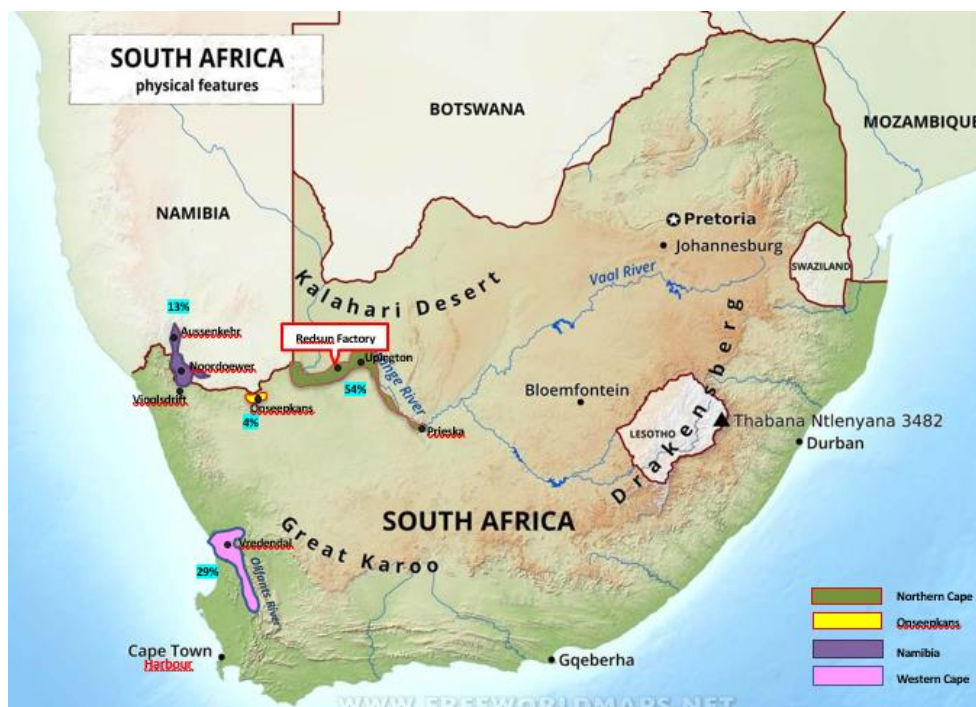 SOUTH AFRICA
physical features
BOTSWANA
MOZAMBIQUE
NAMIBIA
Pretoria
Johannesburg
SWAZILAND
Vaal River
Kalahari Desert
13%
Aussenkehr
Redsun Factory
Upington
Noordoewer
54%
Orange River
Vioolsdrift
Onseepkans
4%
Bloemfontein
Prieska
LESOTHO
Drakensberg
Thabana Ntlenyana 3482
Durban
SOUTH AFRICA
Great Karoo
Vredendal
29%
Olifants River
Northern Cape
Onseepkans
Namibia
Western Cape
Cape Town
Harbour
Gqeberha
WWW.FREEWORLDMAPS.NET